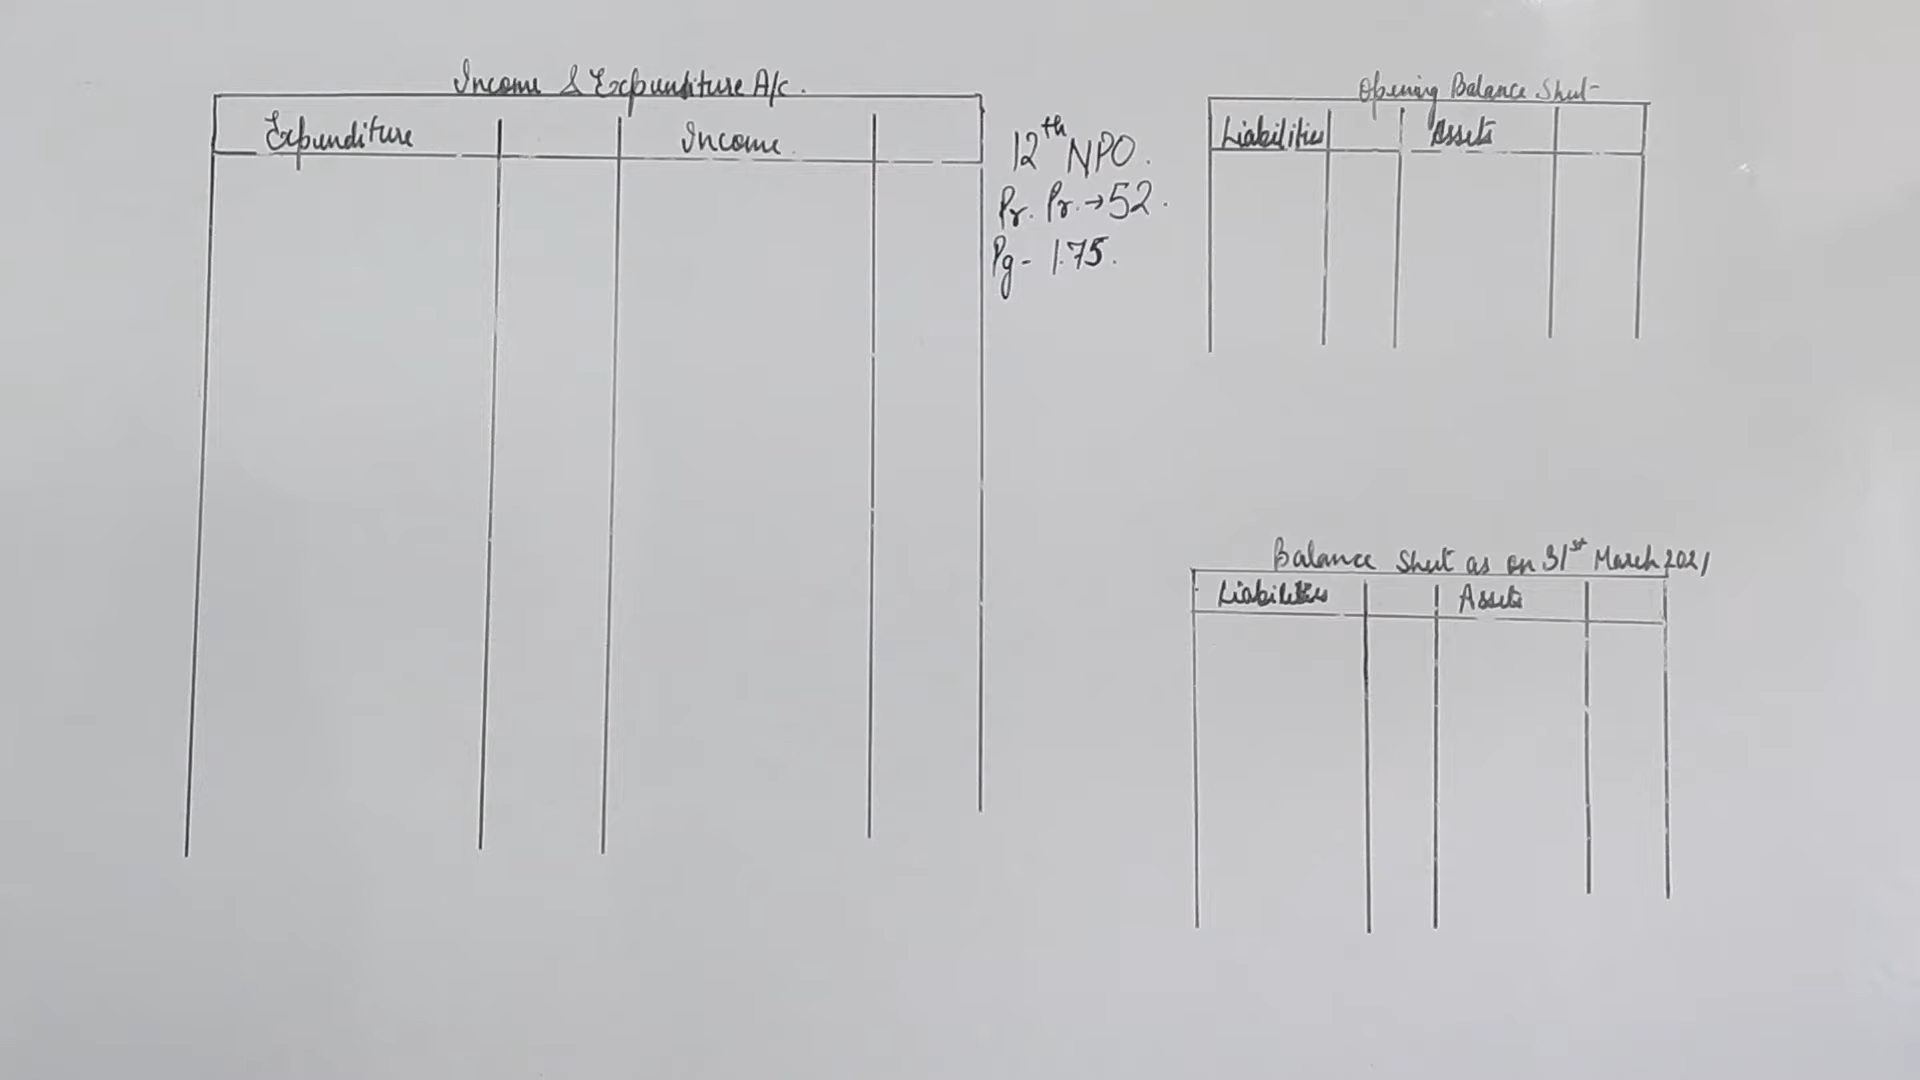 Income & Expenditure A/c.
Expenditure Income
12th NPO.
Pr. Pr. → 52.
Pg - 1.75.
Opening Balance Sheet
Liabilities Assets
Balance Sheet as on 31st March 2021
Liabilities Assets